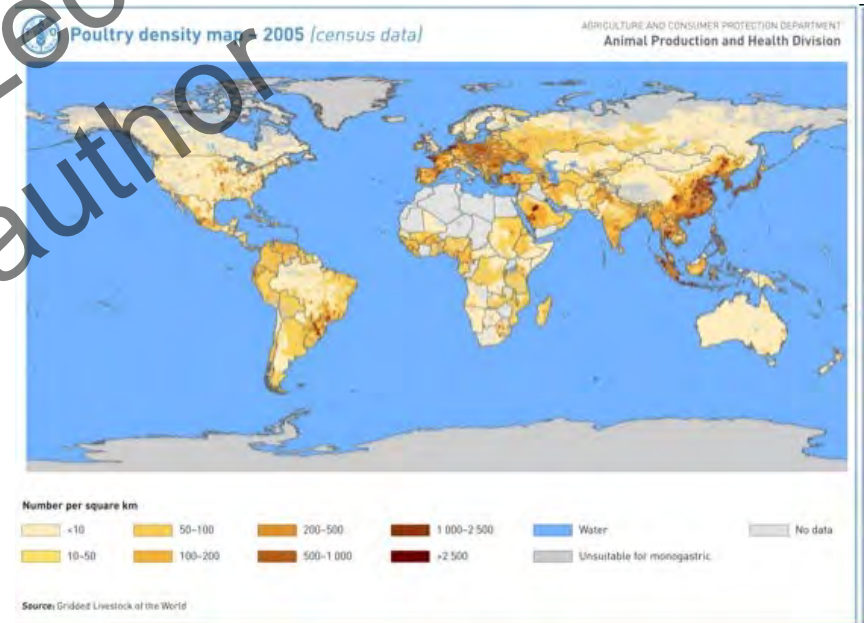 Poultry density map - 2005 (census data)
AGRICULTURE AND CONSUMER PROTECTION DEPARTMENT
Animal Production and Health Division
author
Number per square km
<10
50-100
200-500
1 000-2 500
Water
No data
10-50
100-200
500-1 000
>2 500
Unsuitable for monogastric
Source: Gridded Livestock of the World